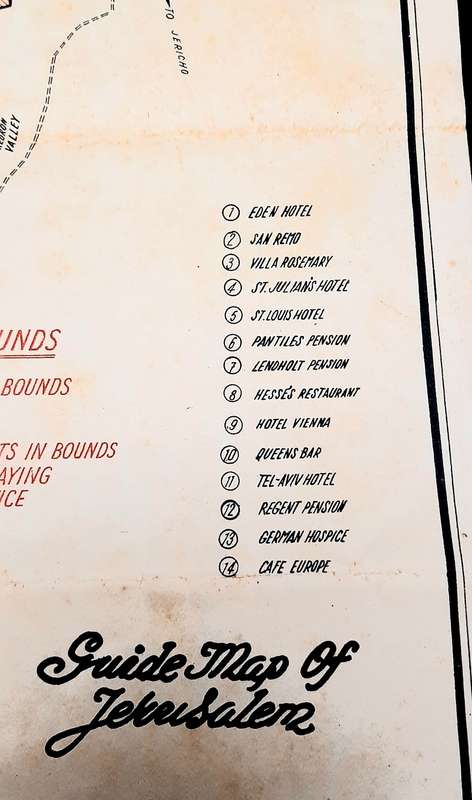 TO JERICHO
VALLEY
1 EDEN HOTEL
2 SAN REMO
3 VILLA ROSEMARY
4 ST. JULIAN'S HOTEL
5 ST. LOUIS HOTEL
6 PANTILES PENSION
7 LENDHOLT PENSION
8 HESSE'S RESTAURANT
9 HOTEL VIENNA
10 QUEENS BAR
11 TEL-AVIV HOTEL
12 REGENT PENSION
13 GERMAN HOSPICE
14 CAFE EUROPE
UNDS
BOUNDS
TS IN BOUNDS
AYING
ICE
Guide Map Of
Jerusalem